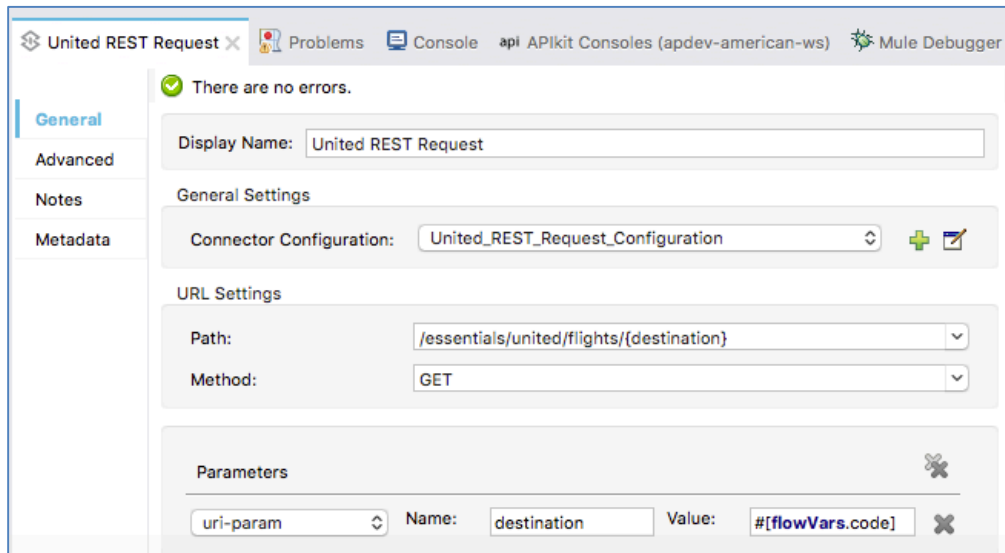 United REST Request Problems Console api APIkit Consoles (apdev-american-ws) Mule Debugger
There are no errors.
General
Advanced
Notes
Metadata
Display Name: United REST Request
General Settings
Connector Configuration: United_REST_Request_Configuration
URL Settings
Path: /essentials/united/flights/{destination}
Method: GET
Parameters
uri-param Name: destination Value: #[flowVars.code]